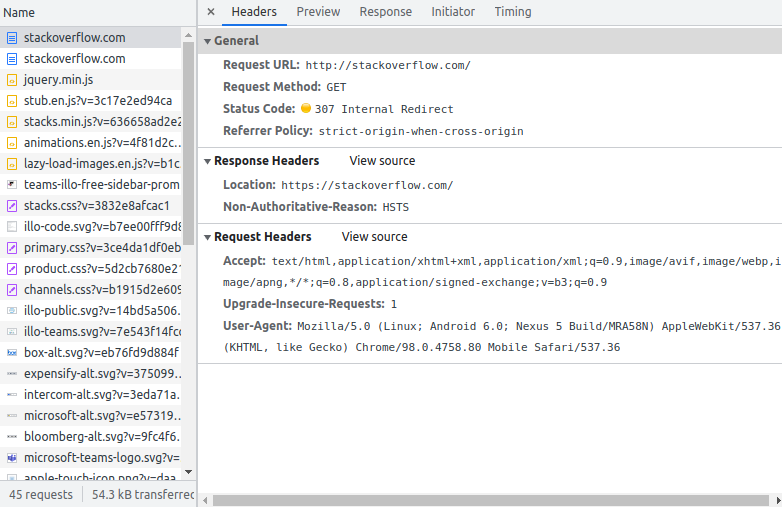 Name
stackoverflow.com
stackoverflow.com
jquery.min.js
stub.en.js?v=3c17e2ed94ca
stacks.min.js?v=636658ad2e2
animations.en.js?v=4f81d2c...
lazy-load-images.en.js?v=b1c
teams-illo-free-sidebar-prom
stacks.css?v=3832e8afcac1
illo-code.svg?v=b7ee00fff9d8
primary.css?v=3ce4da1df0eb
product.css?v=5d2cb7680e21
channels.css?v=b1915d2e609
illo-public.svg?v=14bd5a506...
illo-teams.svg?v=7e543f14fcc
box-alt.svg?v=eb76fd9d884f
expensify-alt.svg?v=375099...
intercom-alt.svg?v=3eda71a...
microsoft-alt.svg?v=e57319...
bloomberg-alt.svg?v=9fc4f6...
microsoft-teams-logo.svg?v=
apple-touch-icon.png?v=daa
45 requests 54.3 kB transferred
× Headers Preview Response Initiator Timing
General
Request URL: http://stackoverflow.com/
Request Method: GET
Status Code: 307 Internal Redirect
Referrer Policy: strict-origin-when-cross-origin
Response Headers View source
Location: https://stackoverflow.com/
Non-Authoritative-Reason: HSTS
Request Headers View source
Accept: text/html,application/xhtml+xml,application/xml;q=0.9,image/avif,image/webp,i
mage/apng,*/*;q=0.8,application/signed-exchange;v=b3;q=0.9
Upgrade-Insecure-Requests: 1
User-Agent: Mozilla/5.0 (Linux; Android 6.0; Nexus 5 Build/MRA58N) AppleWebKit/537.36
(KHTML, like Gecko) Chrome/98.0.4758.80 Mobile Safari/537.36